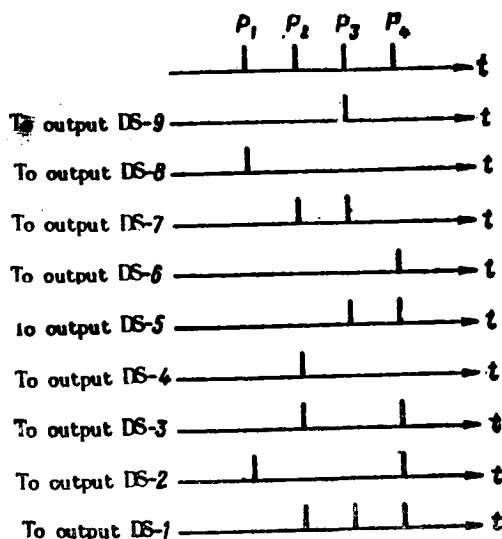 P1 P2 P3 P4
t
To output DS-9 t
To output DS-8 t
To output DS-7 t
To output DS-6 t
To output DS-5 t
To output DS-4 t
To output DS-3 t
To output DS-2 t
To output DS-1 t